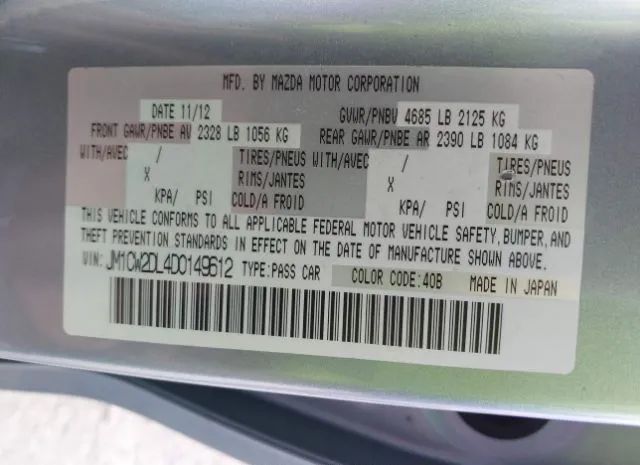 MFD. BY MAZDA MOTOR CORPORATION
DATE 11/12 GVWR/PNBV 4685 LB 2125 KG
FRONT GAWR/PNBE AV 2328 LB 1056 KG REAR GAWR/PNBE AR 2390 LB 1084 KG
WITH/AVEC / TIRES/PNEUS WITH/AVEC / TIRES/PNEUS
X RIMS/JANTES X RIMS/JANTES
KPA/ PSI COLD/A FROID KPA/ PSI COLD/A FROID
THIS VEHICLE CONFORMS TO ALL APPLICABLE FEDERAL MOTOR VEHICLE SAFETY, BUMPER, AND
THEFT PREVENTION STANDARDS IN EFFECT ON THE DATE OF MANUFACTURE SHOWN ABOVE.
VIN: JM1CW2DL4D0149612 TYPE:PASS CAR COLOR CODE:40B MADE IN JAPAN